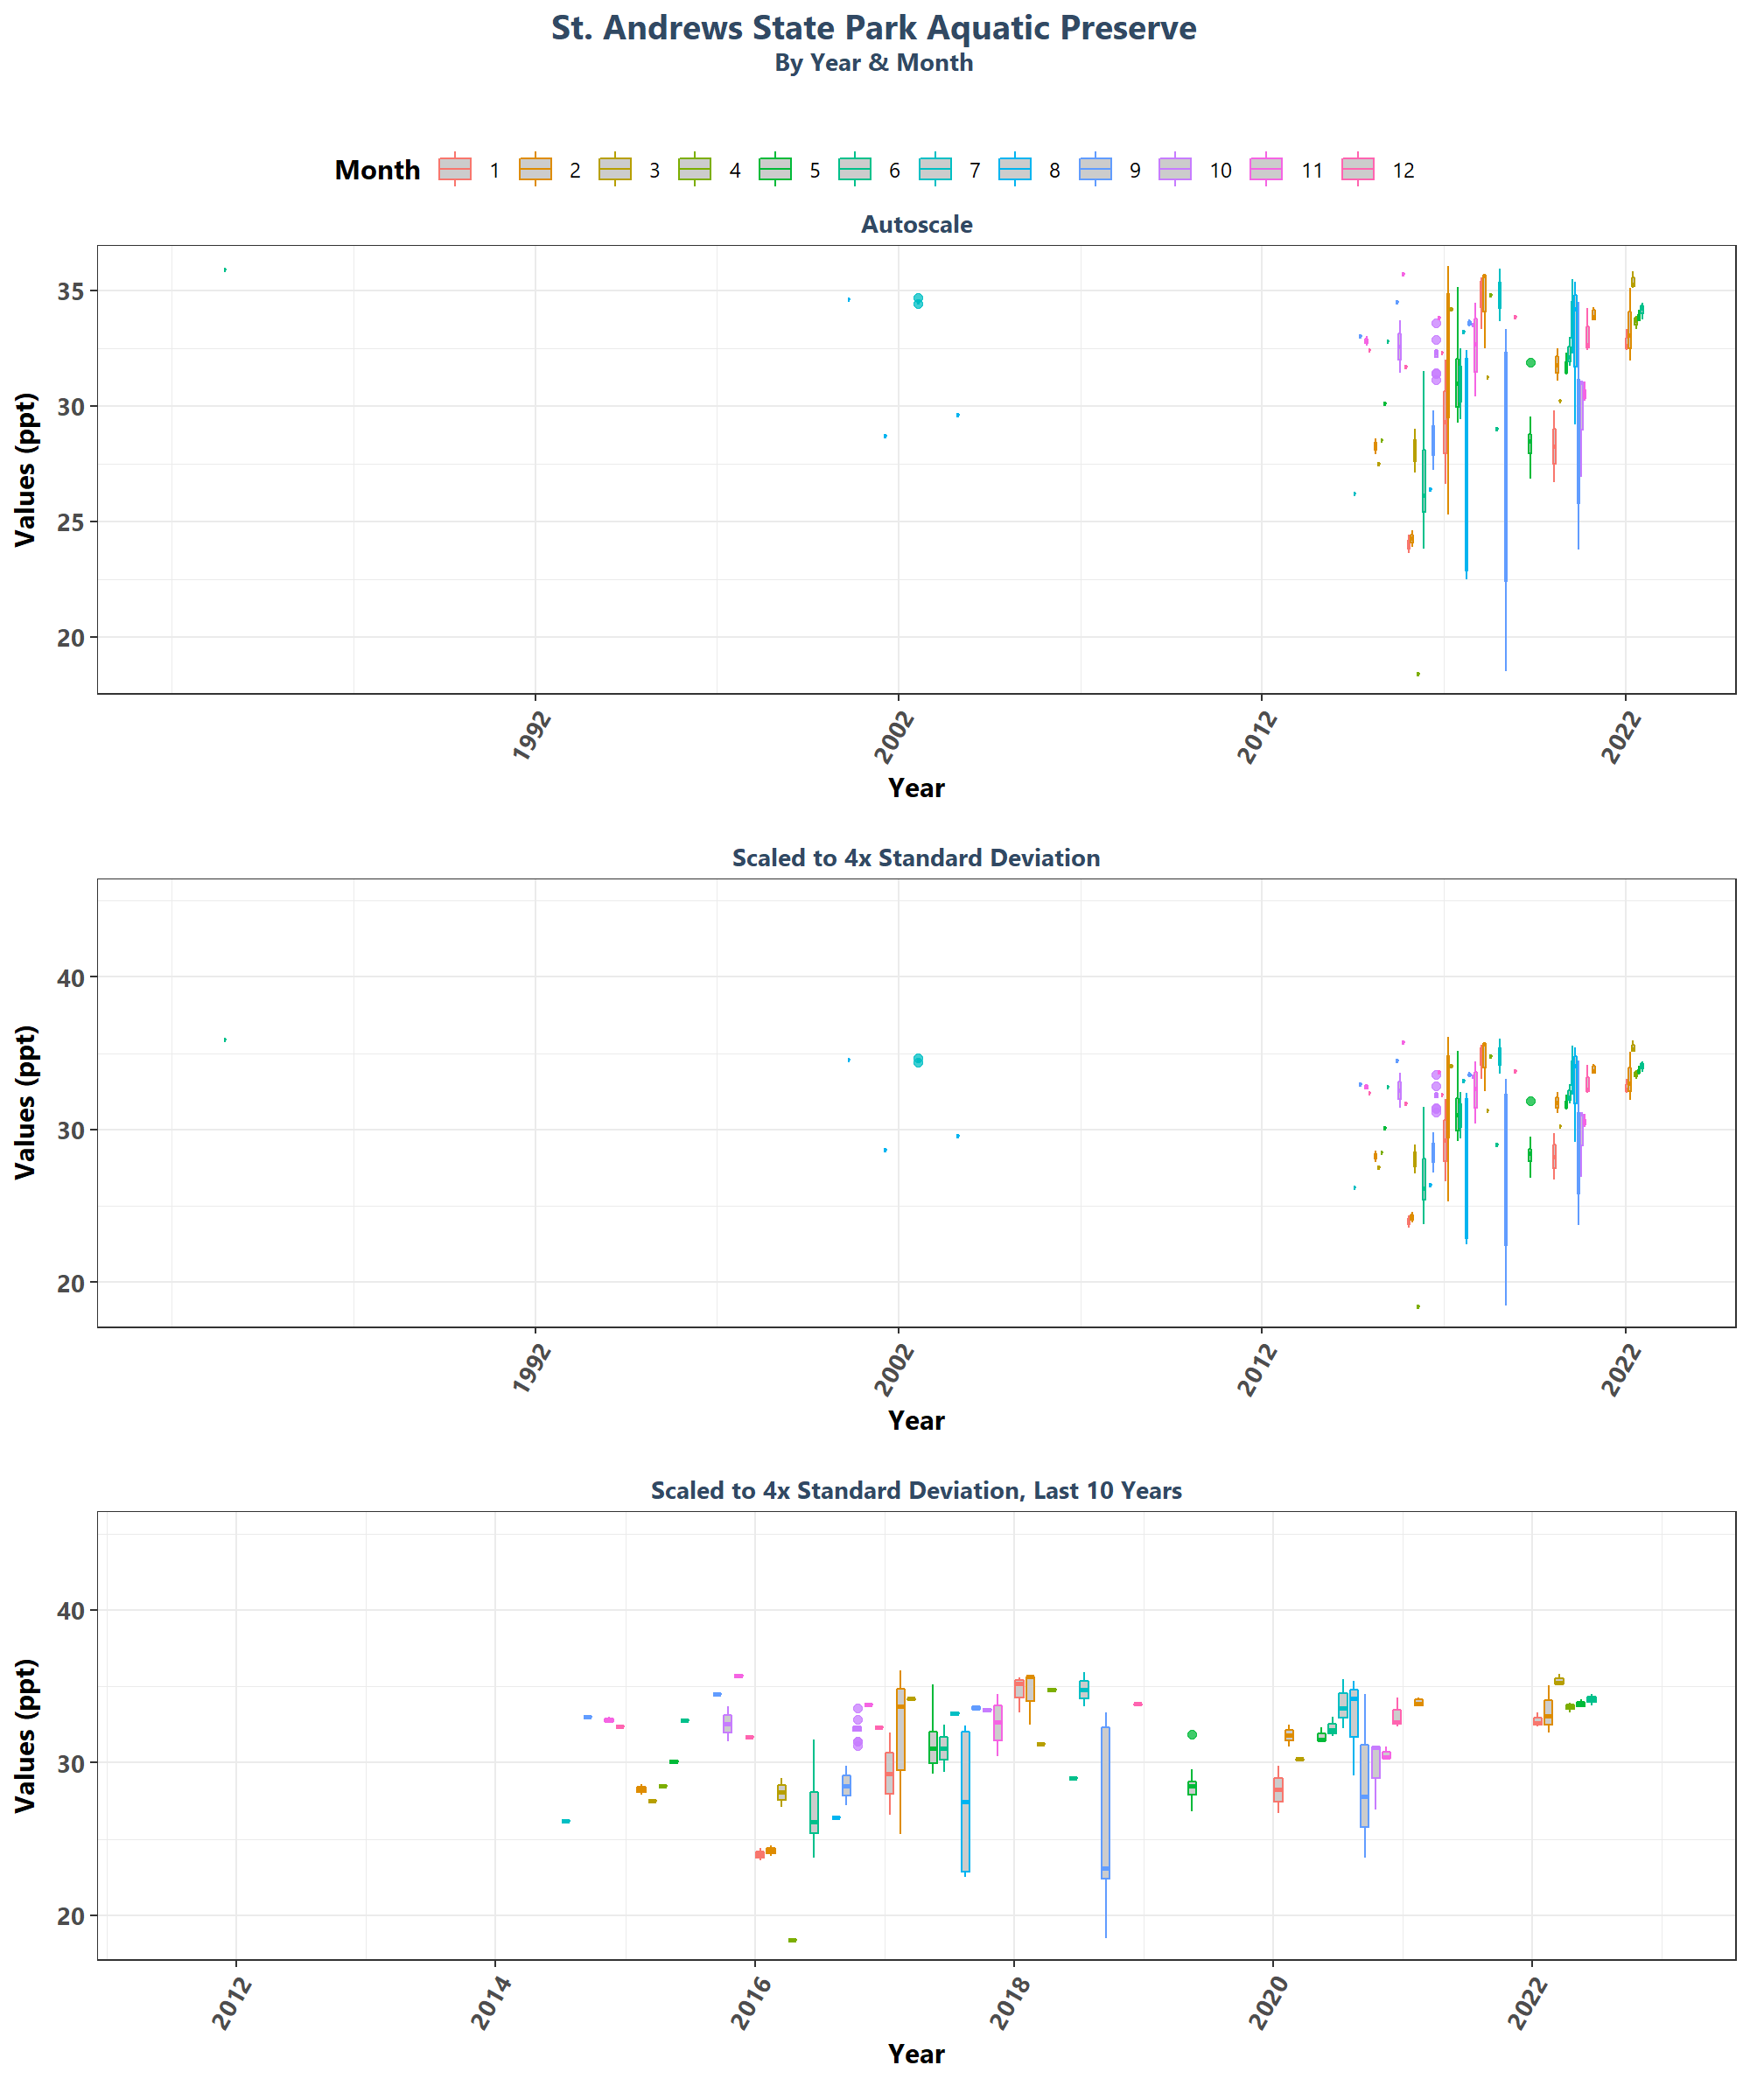 St. Andrews State Park Aquatic Preserve
By Year & Month
Month 1 2 3 4 5 6 7 8 9 10 11 12
Autoscale
Values (ppt)
35
30
25
20
1992 2002 2012 2022
Year
Scaled to 4x Standard Deviation
Values (ppt)
40
30
20
1992 2002 2012 2022
Year
Scaled to 4x Standard Deviation, Last 10 Years
Values (ppt)
40
30
20
2012 2014 2016 2018 2020 2022
Year